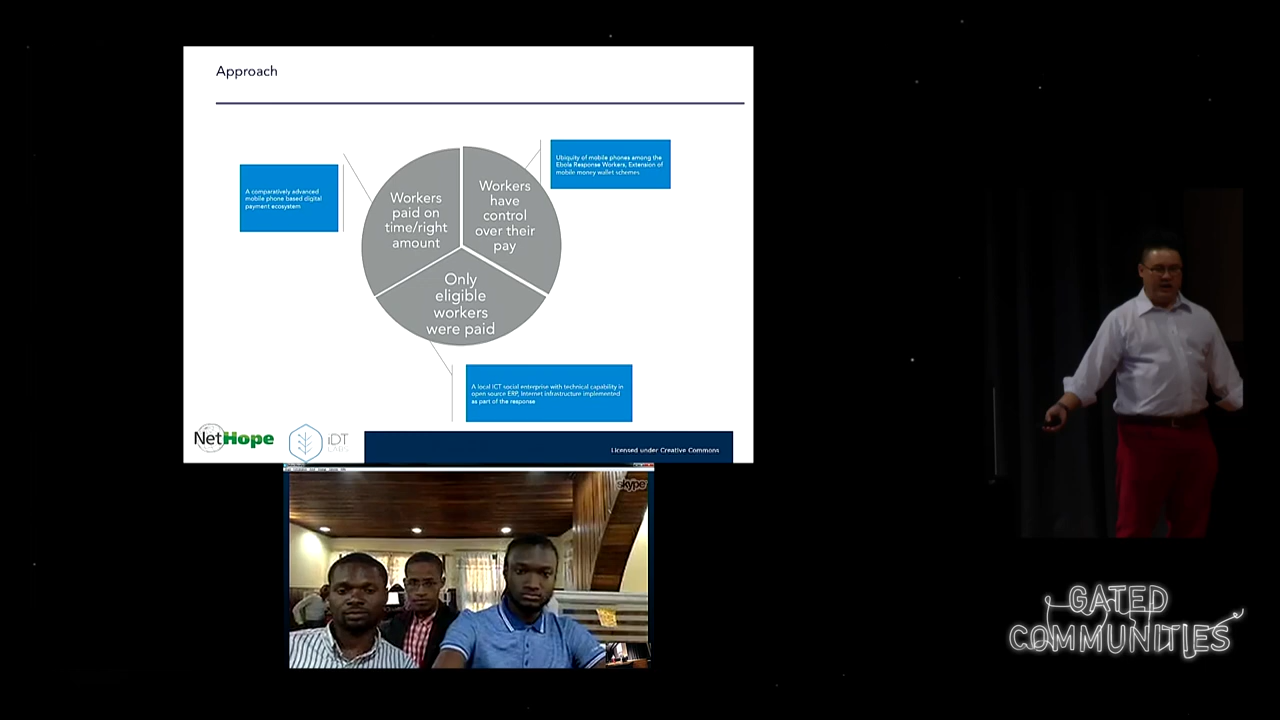 Approach
Ubiquity of mobile phones among the
Ebola Response Workers, Extension of
mobile money wallet schemes
A comparatively advanced
mobile phone based digital
payment ecosystem
Workers
paid on
time/right
amount
Workers
have
control
over their
pay
Only
eligible
workers
were paid
A local ICT social enterprise with technical capability in
open source ERP, Internet infrastructure implemented
as part of the response
NetHope
iDT
LABS
Licensed under Creative Commons
skype
GATED
COMMUNITIES